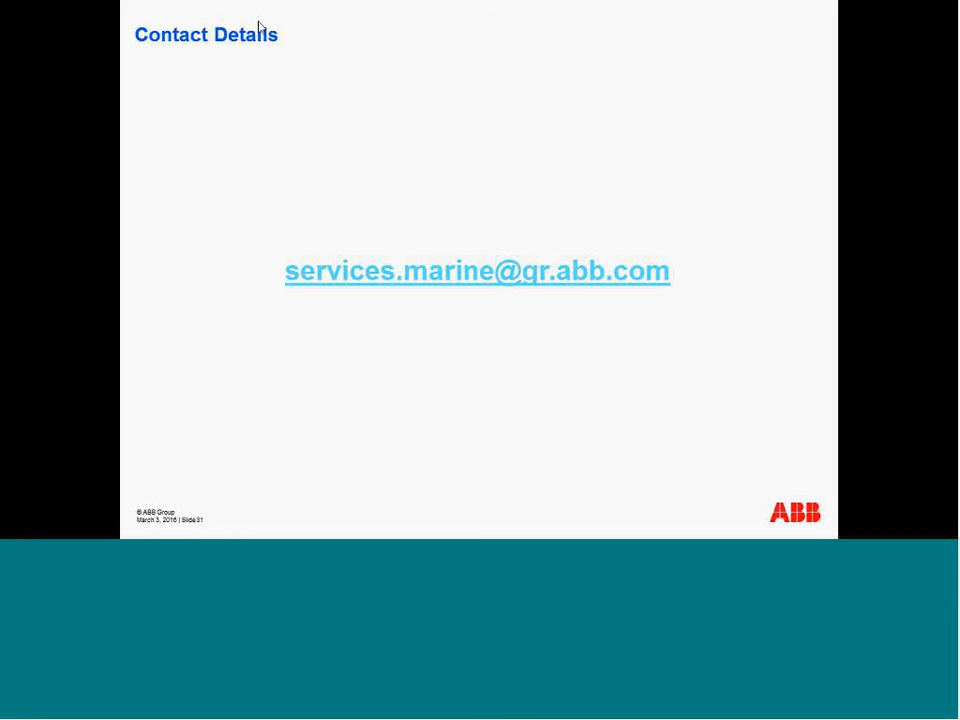 Contact Details
services.marine@gr.abb.com
© ABB Group
March 3, 2016 | Slide 31
ABB